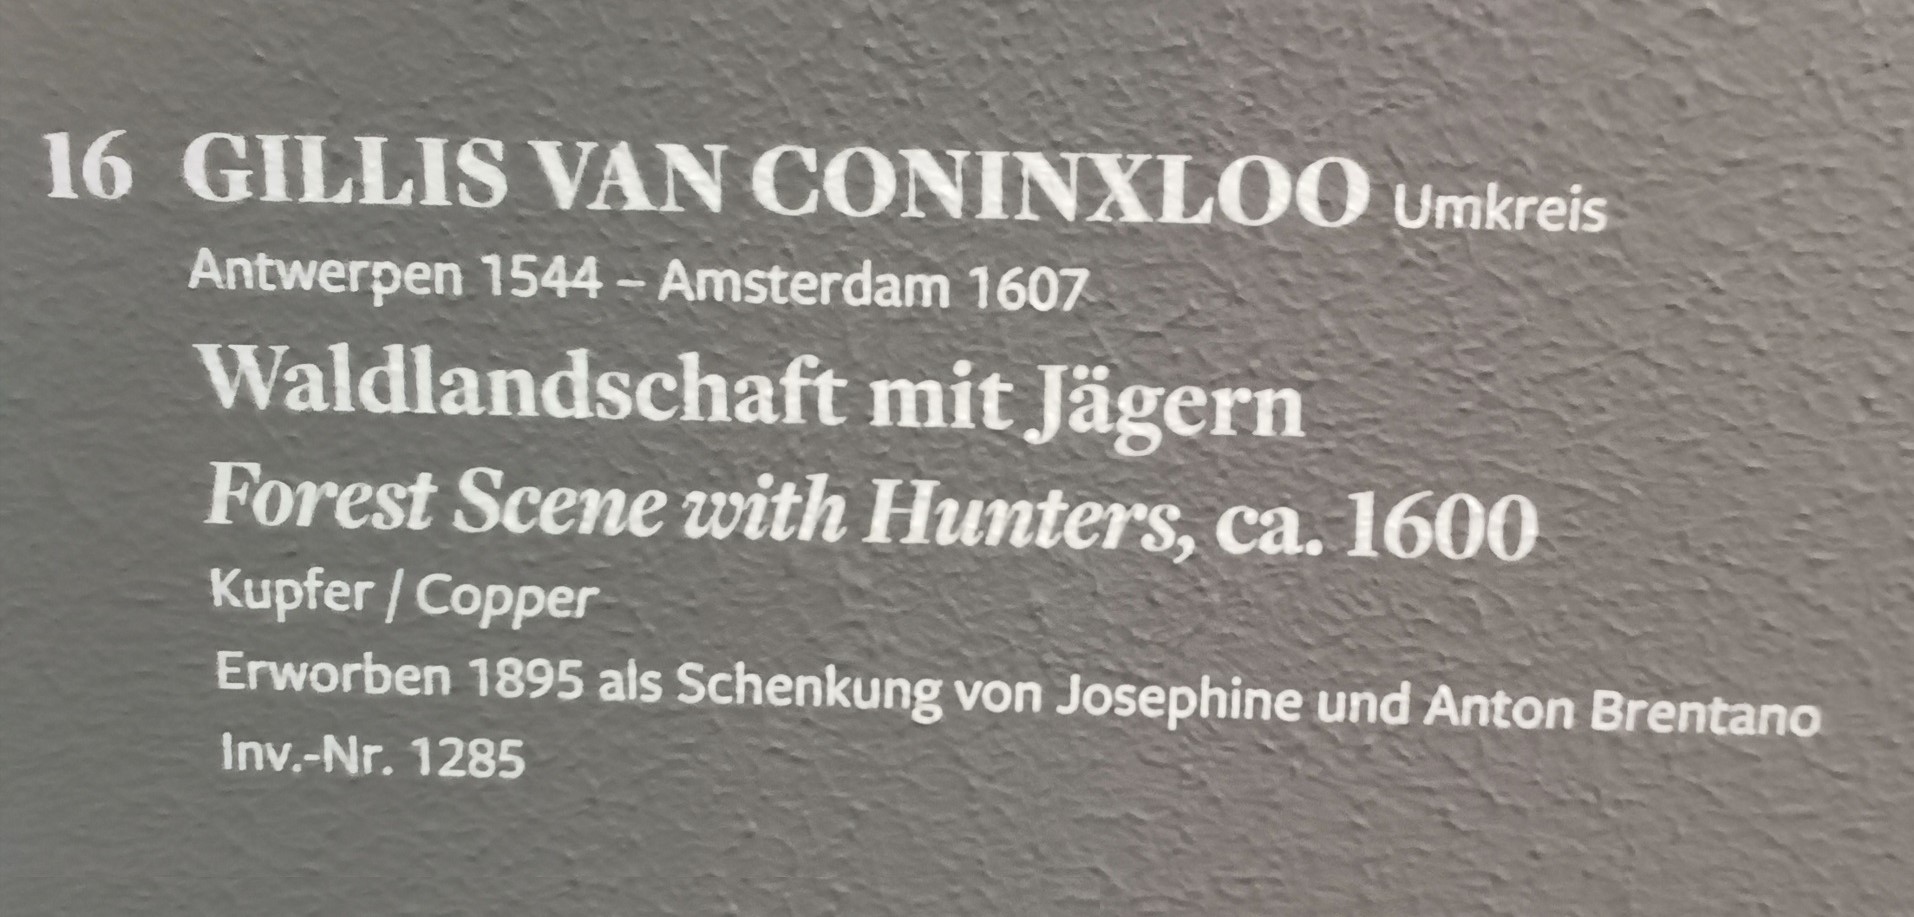 16 GILLIS VAN CONINXLOO Umkreis
Antwerpen 1544 – Amsterdam 1607
Waldlandschaft mit Jägern
Forest Scene with Hunters, ca. 1600
Kupfer / Copper
Erworben 1895 als Schenkung von Josephine und Anton Brentano
Inv.-Nr. 1285